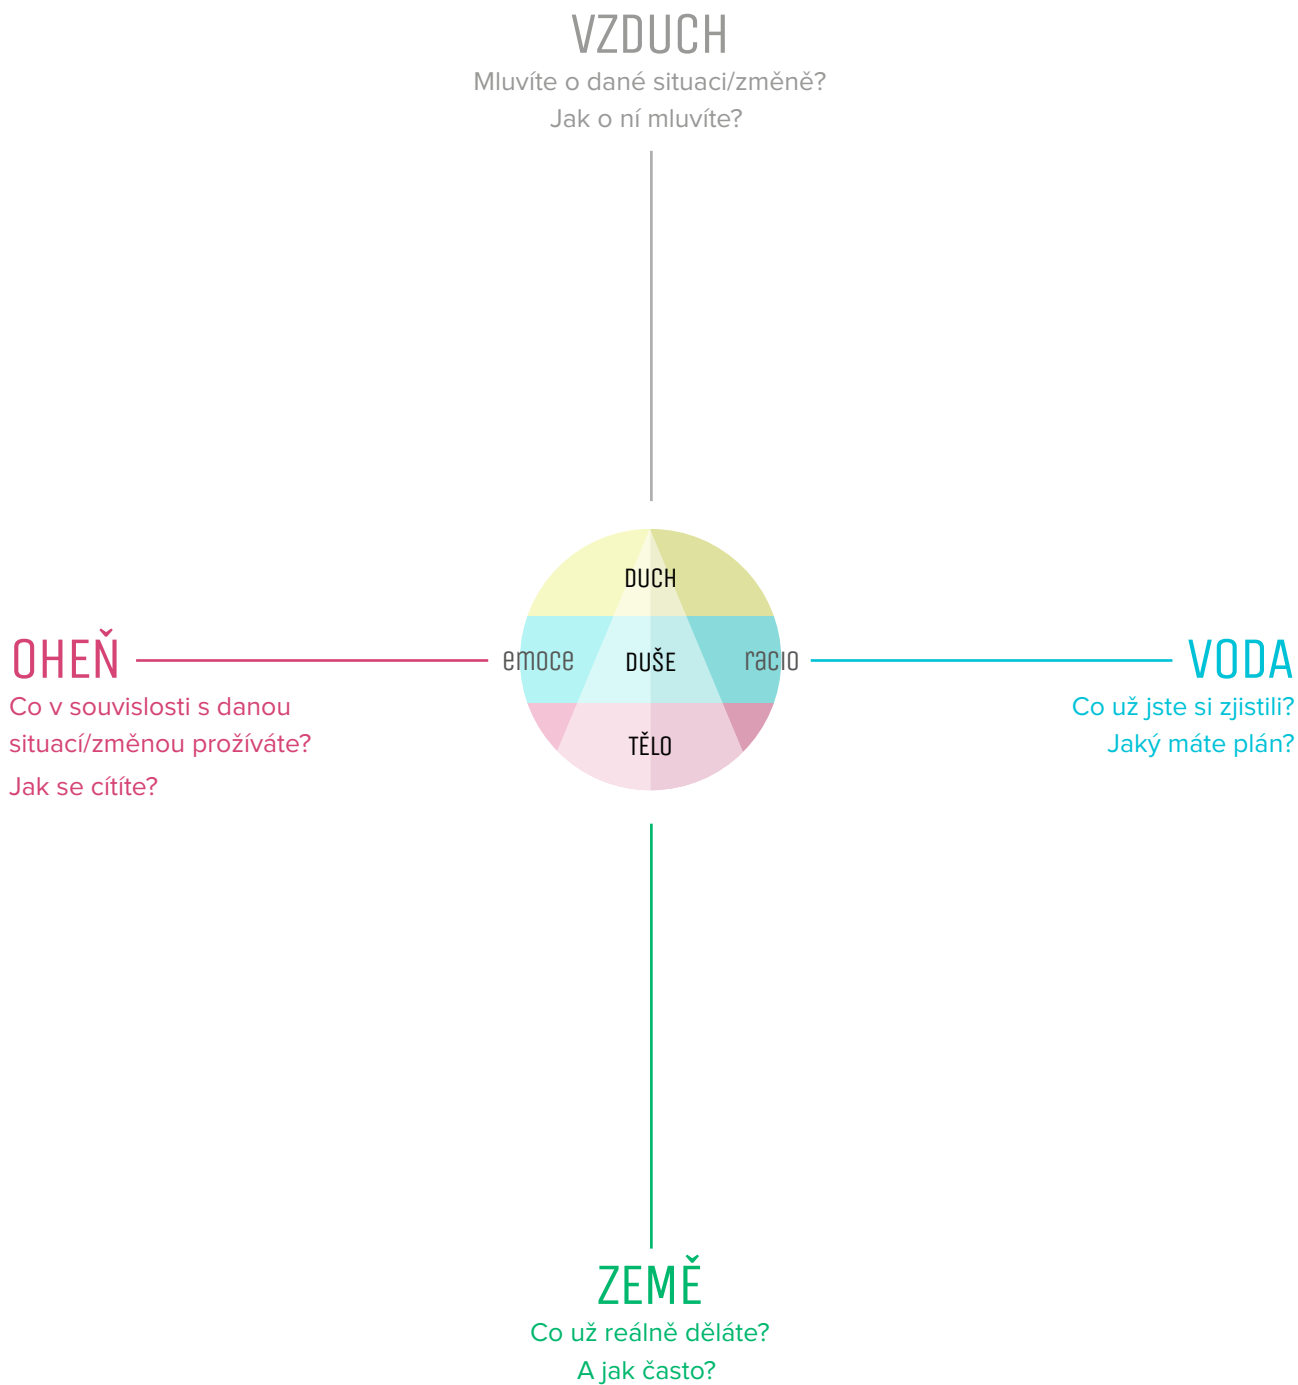 VZDUCH
Mluvíte o dané situaci/změně?
Jak o ní mluvíte?
DUCH
emoce
DUŠE
racio
TĚLO
OHEŇ
Co v souvislosti s danou
situací/změnou prožíváte?
Jak se cítíte?
VODA
Co už jste si zjistili?
Jaký máte plán?
ZEMĚ
Co už reálně děláte?
A jak často?